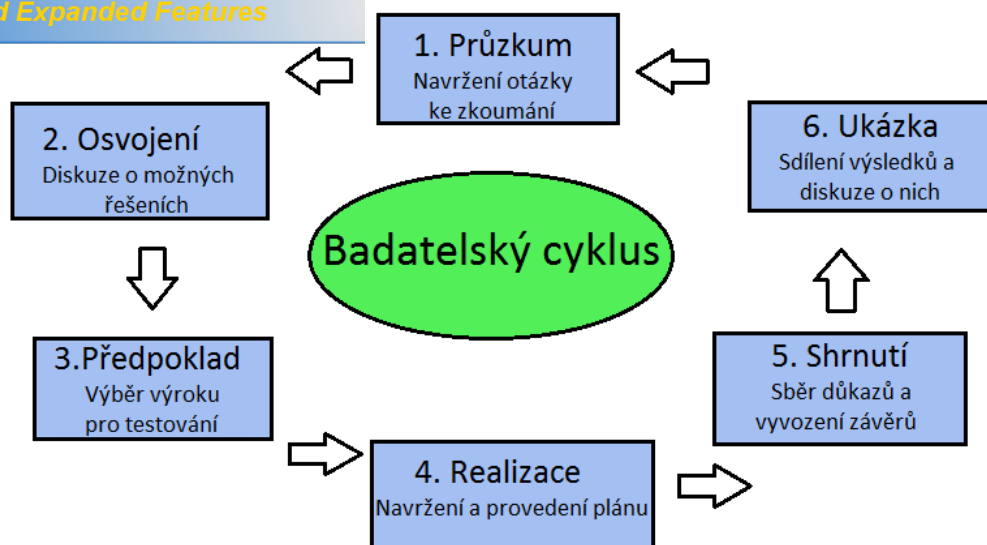 Expanded Features
1. Průzkum
Navržení otázky
ke zkoumání
2. Osvojení
Diskuze o možných
řešeních
3.Předpoklad
Výběr výroku
pro testování
4. Realizace
Navržení a provedení plánu
5. Shrnutí
Sběr důkazů a
vyvození závěrů
6. Ukázka
Sdílení výsledků a
diskuze o nich
Badatelský cyklus